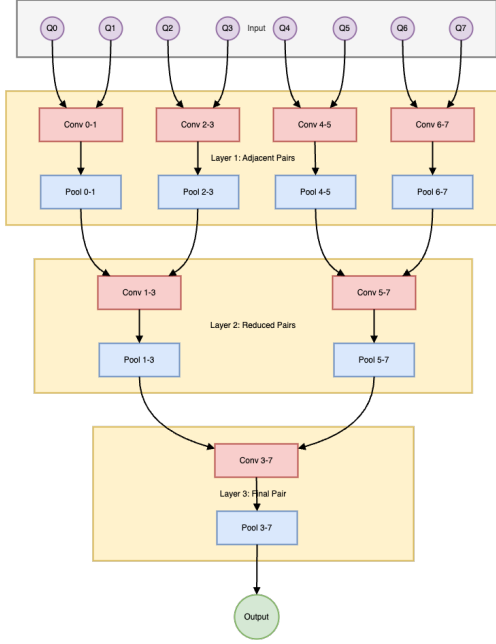 Q0
Q1
Q2
Q3
Input
Q4
Q5
Q6
Q7
Conv 0-1
Conv 2-3
Conv 4-5
Conv 6-7
Layer 1: Adjacent Pairs
Pool 0-1
Pool 2-3
Pool 4-5
Pool 6-7
Conv 1-3
Conv 5-7
Layer 2: Reduced Pairs
Pool 1-3
Pool 5-7
Conv 3-7
Layer 3: Final Pair
Pool 3-7
Output